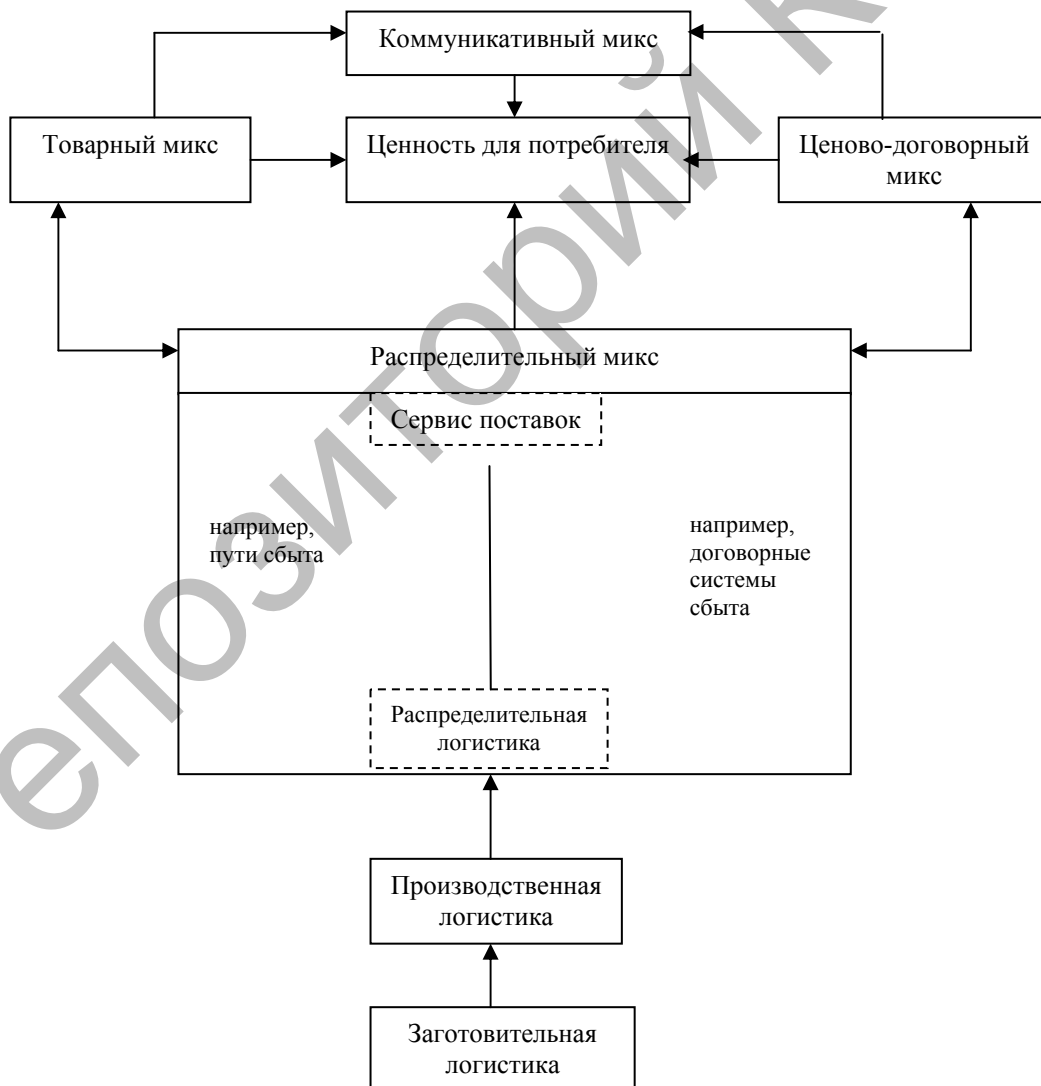 Коммуникативный микс
Товарный микс
Ценность для потребителя
Ценово-договорный
микс
Распределительный микс
Сервис поставок
например,
пути сбыта
например,
договорные
системы
сбыта
Распределительная
логистика
Производственная
логистика
Заготовительная
логистика
епозиторий К